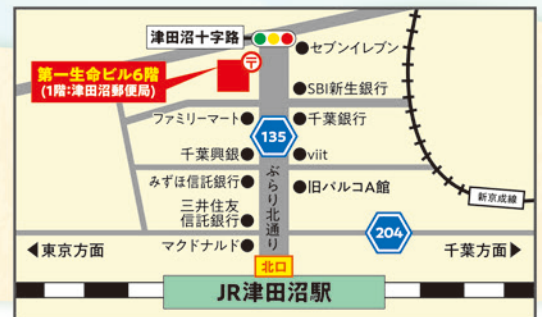 津田沼十字路
セブンイレブン
第一生命ビル6階
(1階:津田沼郵便局)
〒
SBI新生銀行
ファミリーマート
千葉銀行
135
千葉興銀
viit
ぶらり北通り
みずほ信託銀行
旧パルコA館
三井住友
信託銀行
新京成線
204
マクドナルド
◀東京方面
千葉方面▶
北口
JR津田沼駅